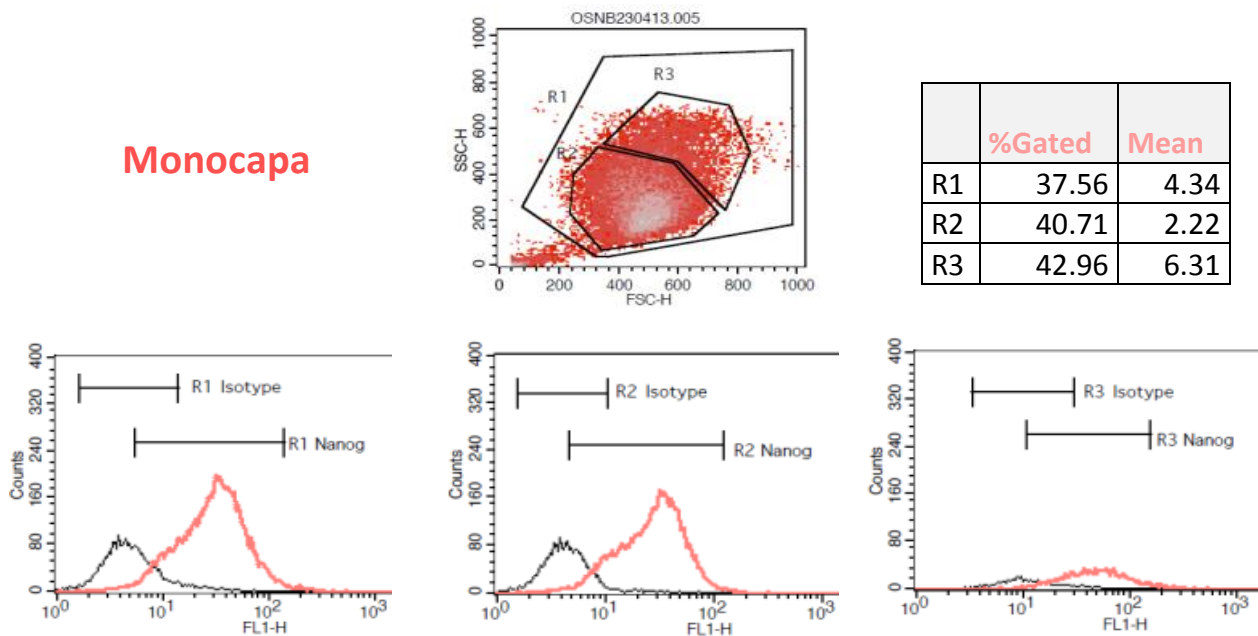 OSNB230413.005
Monocapa
1000
800
600
400
200
0
SSC-H
R1
R2
R3
0 200 400 600 800 1000
FSC-H
%Gated Mean
R1 37.56 4.34
R2 40.71 2.22
R3 42.96 6.31
400
320
240
160
80
0
Counts
R1 Isotype
R1 Nanog
10⁰ 10¹ 10² 10³
FL1-H
400
320
240
160
80
0
Counts
R2 Isotype
R2 Nanog
10⁰ 10¹ 10² 10³
FL1-H
400
320
240
160
80
0
Counts
R3 Isotype
R3 Nanog
10⁰ 10¹ 10² 10³
FL1-H